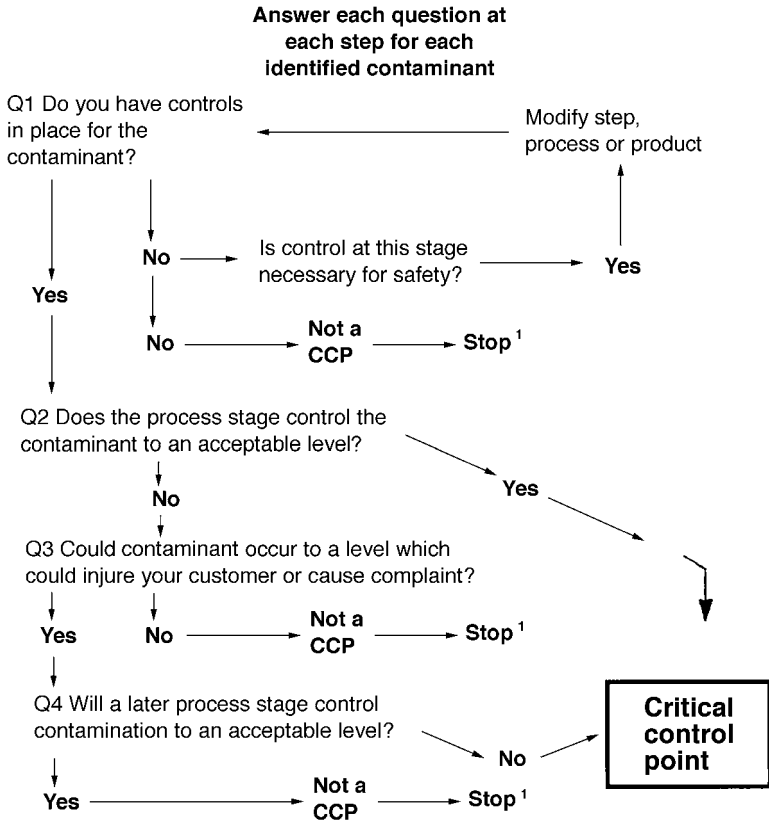 Answer each question at
each step for each
identified contaminant
Q1 Do you have controls
in place for the
contaminant?
Modify step,
process or product
No
Is control at this stage
necessary for safety?
Yes
Yes
No
Not a
CCP
Stop 1
Q2 Does the process stage control the
contaminant to an acceptable level?
Yes
No
Q3 Could contaminant occur to a level which
could injure your customer or cause complaint?
Yes
No
Not a
CCP
Stop 1
Q4 Will a later process stage control
contamination to an acceptable level?
No
Critical
control
point
Yes
Not a
CCP
Stop 1